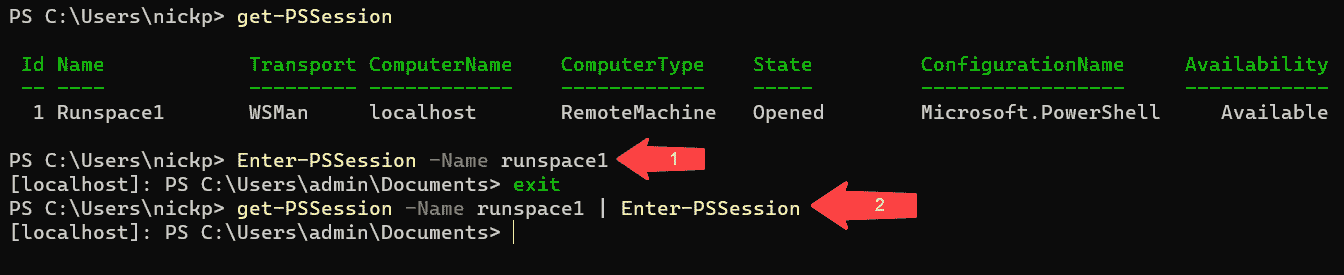 PS C:\Users\nickp> get-PSSession
Id Name Transport ComputerName ComputerType State ConfigurationName Availability
-- ---- --------- ------------ ------------ ----- ----------------- ------------
1 Runspace1 WSMan localhost RemoteMachine Opened Microsoft.PowerShell Available
PS C:\Users\nickp> Enter-PSSession -Name runspace1 1
[localhost]: PS C:\Users\admin\Documents> exit
PS C:\Users\nickp> get-PSSession -Name runspace1 | Enter-PSSession 2
[localhost]: PS C:\Users\admin\Documents>